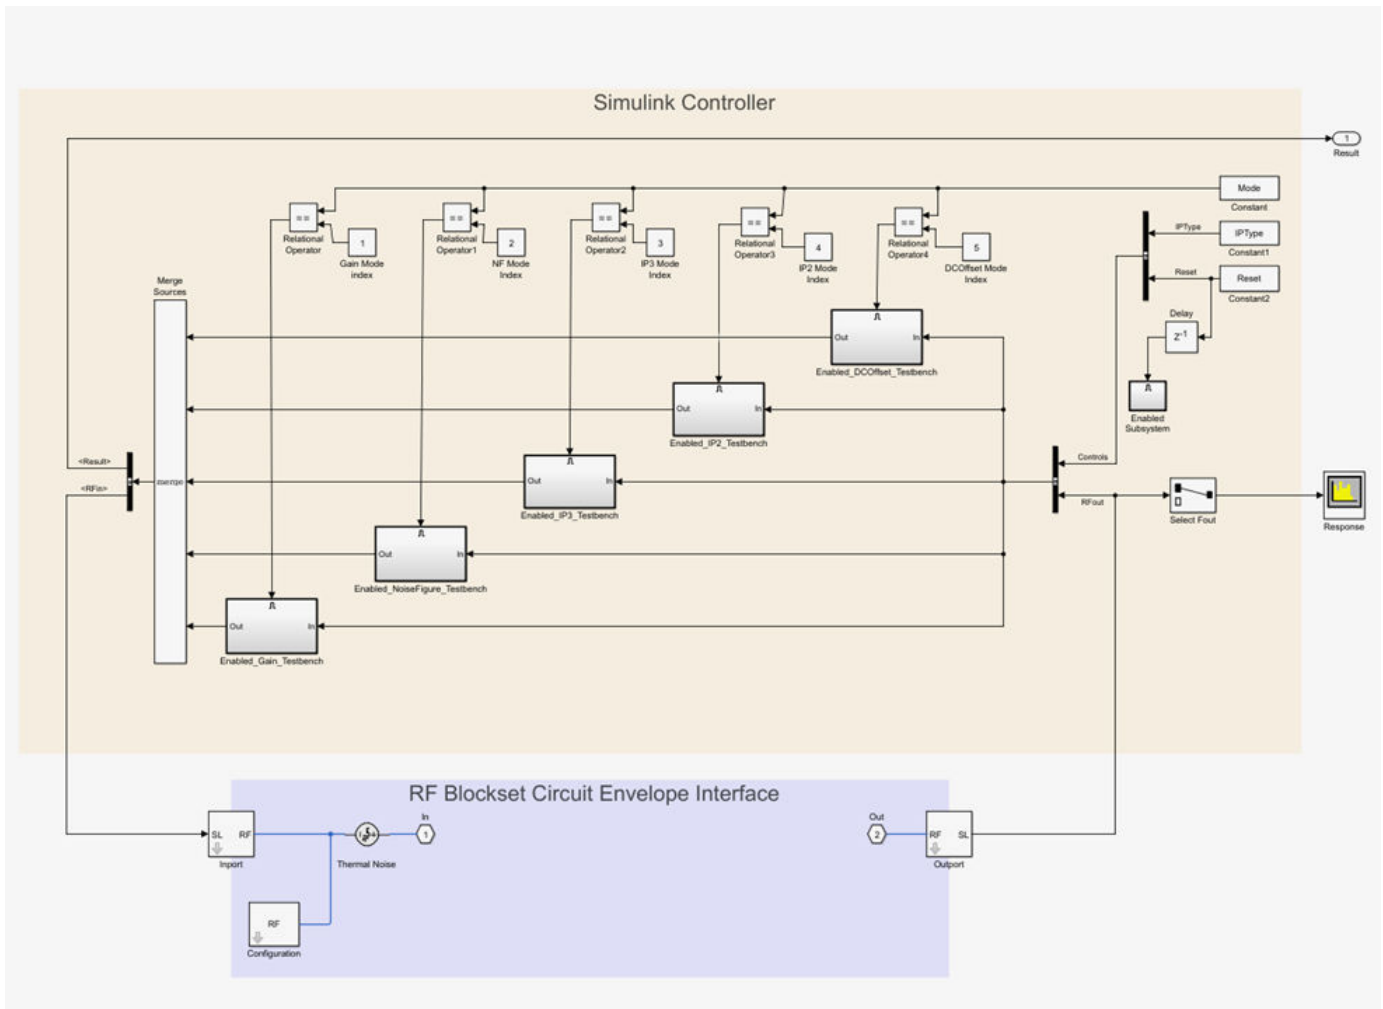 Simulink Controller
1
Result
Mode
Constant
==
Relational
Operator
1
Gain Mode
index
==
Relational
Operator1
2
NF Mode
Index
==
Relational
Operator2
3
IP3 Mode
Index
==
Relational
Operator3
4
IP2 Mode
Index
==
Relational
Operator4
5
DCOffset Mode
Index
IPType
IPType
Constant1
Reset
Reset
Constant2
Delay
Z-1
Enabled
Subsystem
Merge
Sources
merge
Out
In
Enabled_DCOffset_Testbench
Out
In
Enabled_IP2_Testbench
Out
In
Enabled_IP3_Testbench
Out
In
Enabled_NoiseFigure_Testbench
Out
In
Enabled_Gain_Testbench
<Result>
<RFin>
Controls
RFout
Select Fout
Response
RF Blockset Circuit Envelope Interface
SL
RF
Inport
Thermal Noise
In
1
Out
2
RF
SL
Outport
RF
Configuration